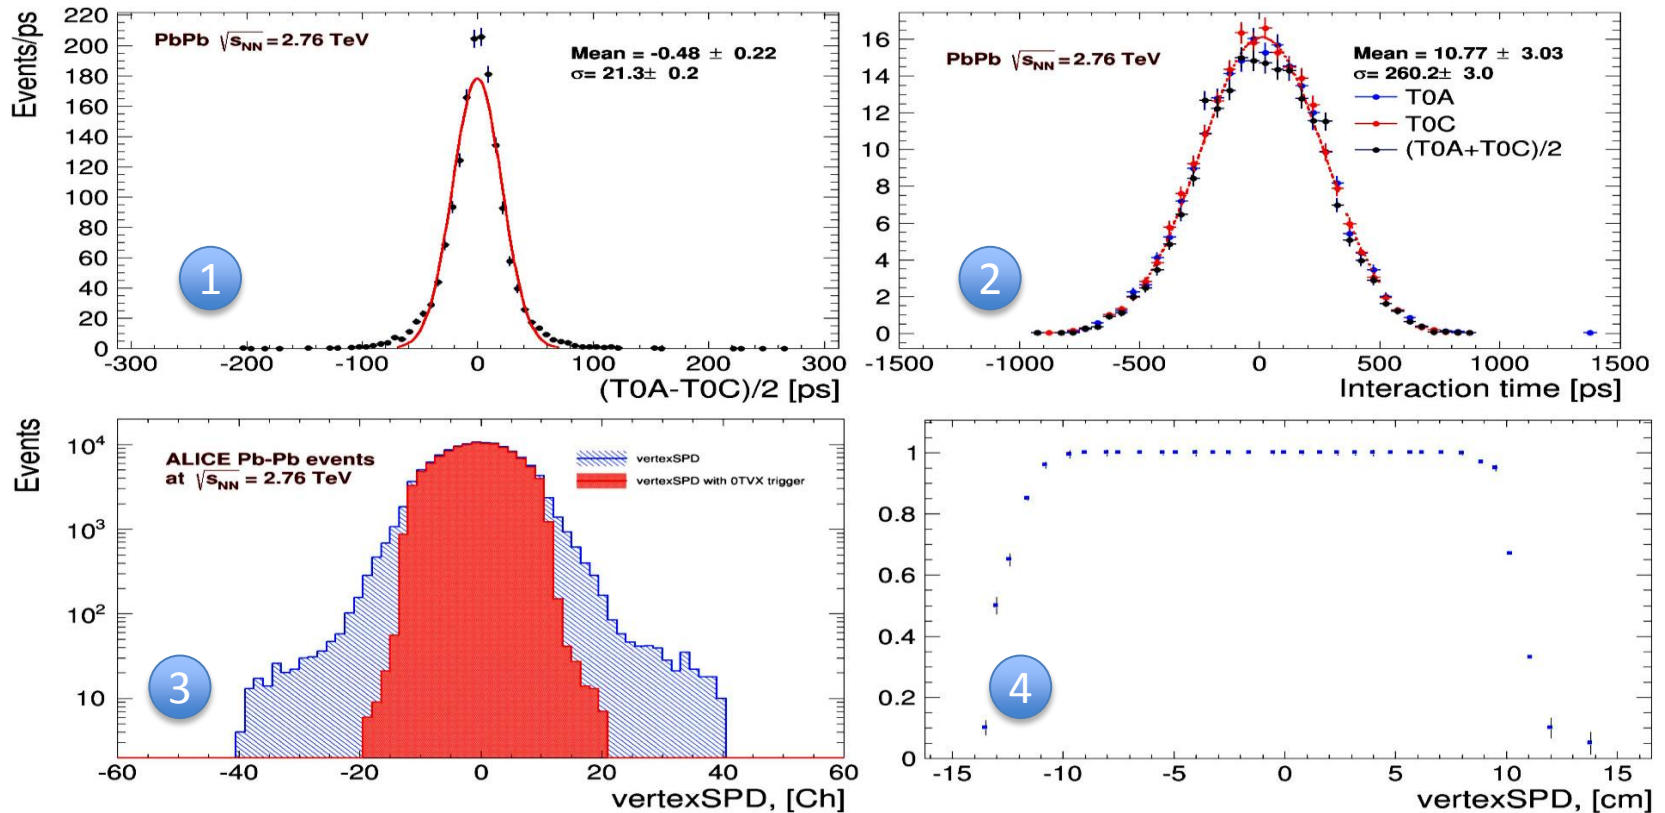 Events/ps
220
200
180
160
140
120
100
80
60
40
20
0
PbPb √sNN = 2.76 TeV
Mean = -0.48 ± 0.22
σ= 21.3± 0.2
1
-300 -200 -100 0 100 200 300
(T0A-T0C)/2 [ps]
16
14
12
10
8
6
4
2
0
PbPb √sNN = 2.76 TeV
Mean = 10.77 ± 3.03
σ= 260.2± 3.0
T0A
T0C
(T0A+T0C)/2
2
-1500 -1000 -500 0 500 1000 1500
Interaction time [ps]
Events
10⁴
10³
10²
10
ALICE Pb-Pb events
at √sNN = 2.76 TeV
vertexSPD
vertexSPD with 0TVX trigger
3
-60 -40 -20 0 20 40 60
vertexSPD, [Ch]
1
0.8
0.6
0.4
0.2
0
4
-15 -10 -5 0 5 10 15
vertexSPD, [cm]